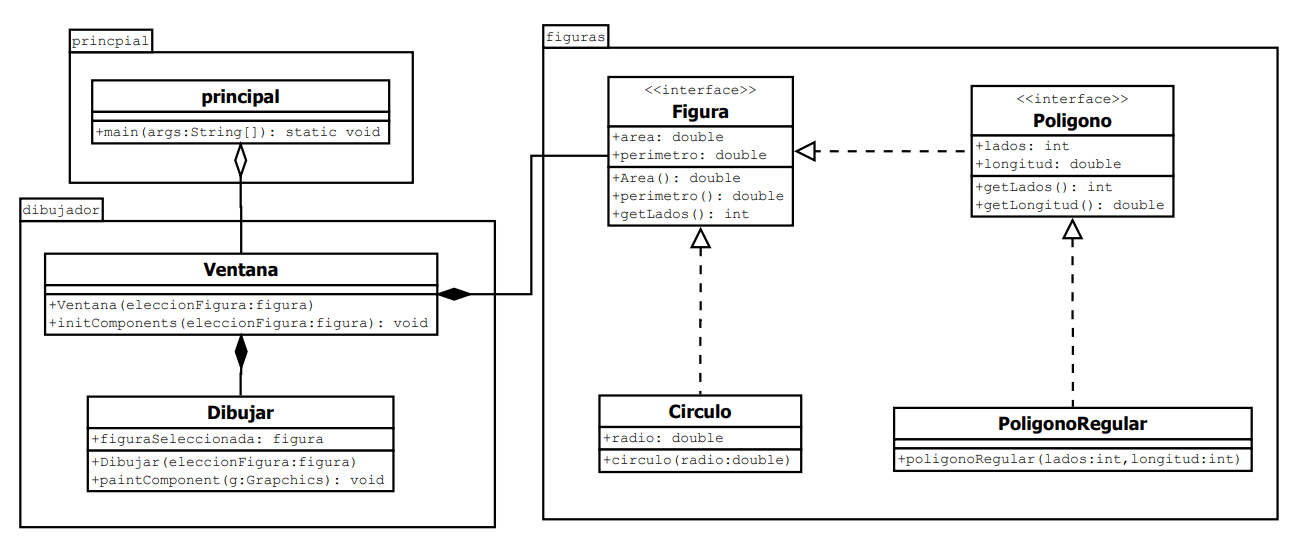 princpial
principal
+main(args:String[]): static void
dibujador
Ventana
+Ventana(eleccionFigura:figura)
+initComponents(eleccionFigura:figura): void
Dibujar
+figuraSeleccionada: figura
+Dibujar(eleccionFigura:figura)
+paintComponent(g:Grapchics): void
figuras
<<interface>>
Figura
+area: double
+perimetro: double
+Area(): double
+perimetro(): double
+getLados(): int
<<interface>>
Poligono
+lados: int
+longitud: double
+getLados(): int
+getLongitud(): double
Circulo
+radio: double
+circulo(radio:double)
PoligonoRegular
+poligonoRegular(lados:int,longitud:int)